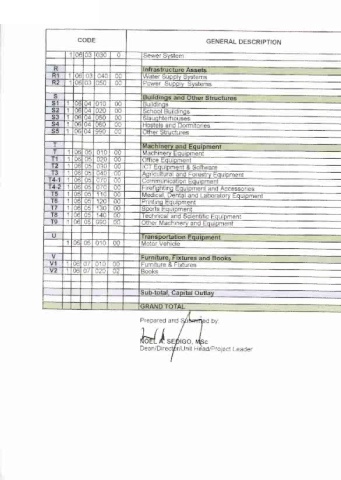 CODE GENERAL DESCRIPTION
1 06 03 030 0 Sewer System
R Infrastructure Assets
R1 1 06 03 040 00 Water Supply Systems
R2 1 06 03 050 00 Power Supply Systems
S Buildings and Other Structures
S1 1 06 04 010 00 Buildings
S2 1 06 04 020 00 School Buildings
S3 1 06 04 050 00 Slaughterhouses
S4 1 06 04 060 00 Hostels and Dormitories
S5 1 06 04 990 00 Other Structures
T Machinery and Equipment
T 1 06 05 010 00 Machinery Equipment
T1 1 06 05 020 00 Office Equipment
T2 1 06 05 030 00 ICT Equipment & Software
T3 1 06 05 040 00 Agricultural and Forestry Equipment
T4-1 1 06 05 070 00 Communication Equipment
T4-2 1 06 05 00 Firefighting Equipment and Accessories
T5 1 06 05 110 00 Medical, Dental and Laboratory Equipment
T6 1 06 05 120 00 Printing Equipment
T7 1 06 05 130 00 Sports Equipment
T8 1 06 05 140 00 Technical and Scientific Equipment
T9 1 06 05 990 00 Other Machinery and Equipment
U Transportation Equipment
1 06 06 010 00 Motor Vehicle
V Furniture, Fixtures and Books
V1 1 06 07 010 00 Furniture & Fixtures
V2 1 06 07 020 02 Books
Sub-total, Capital Outlay
GRAND TOTAL
Prepared and Submitted by:
NOEL A. SEDIGO, MSc
Dean/Director/Unit Head/Project Leader